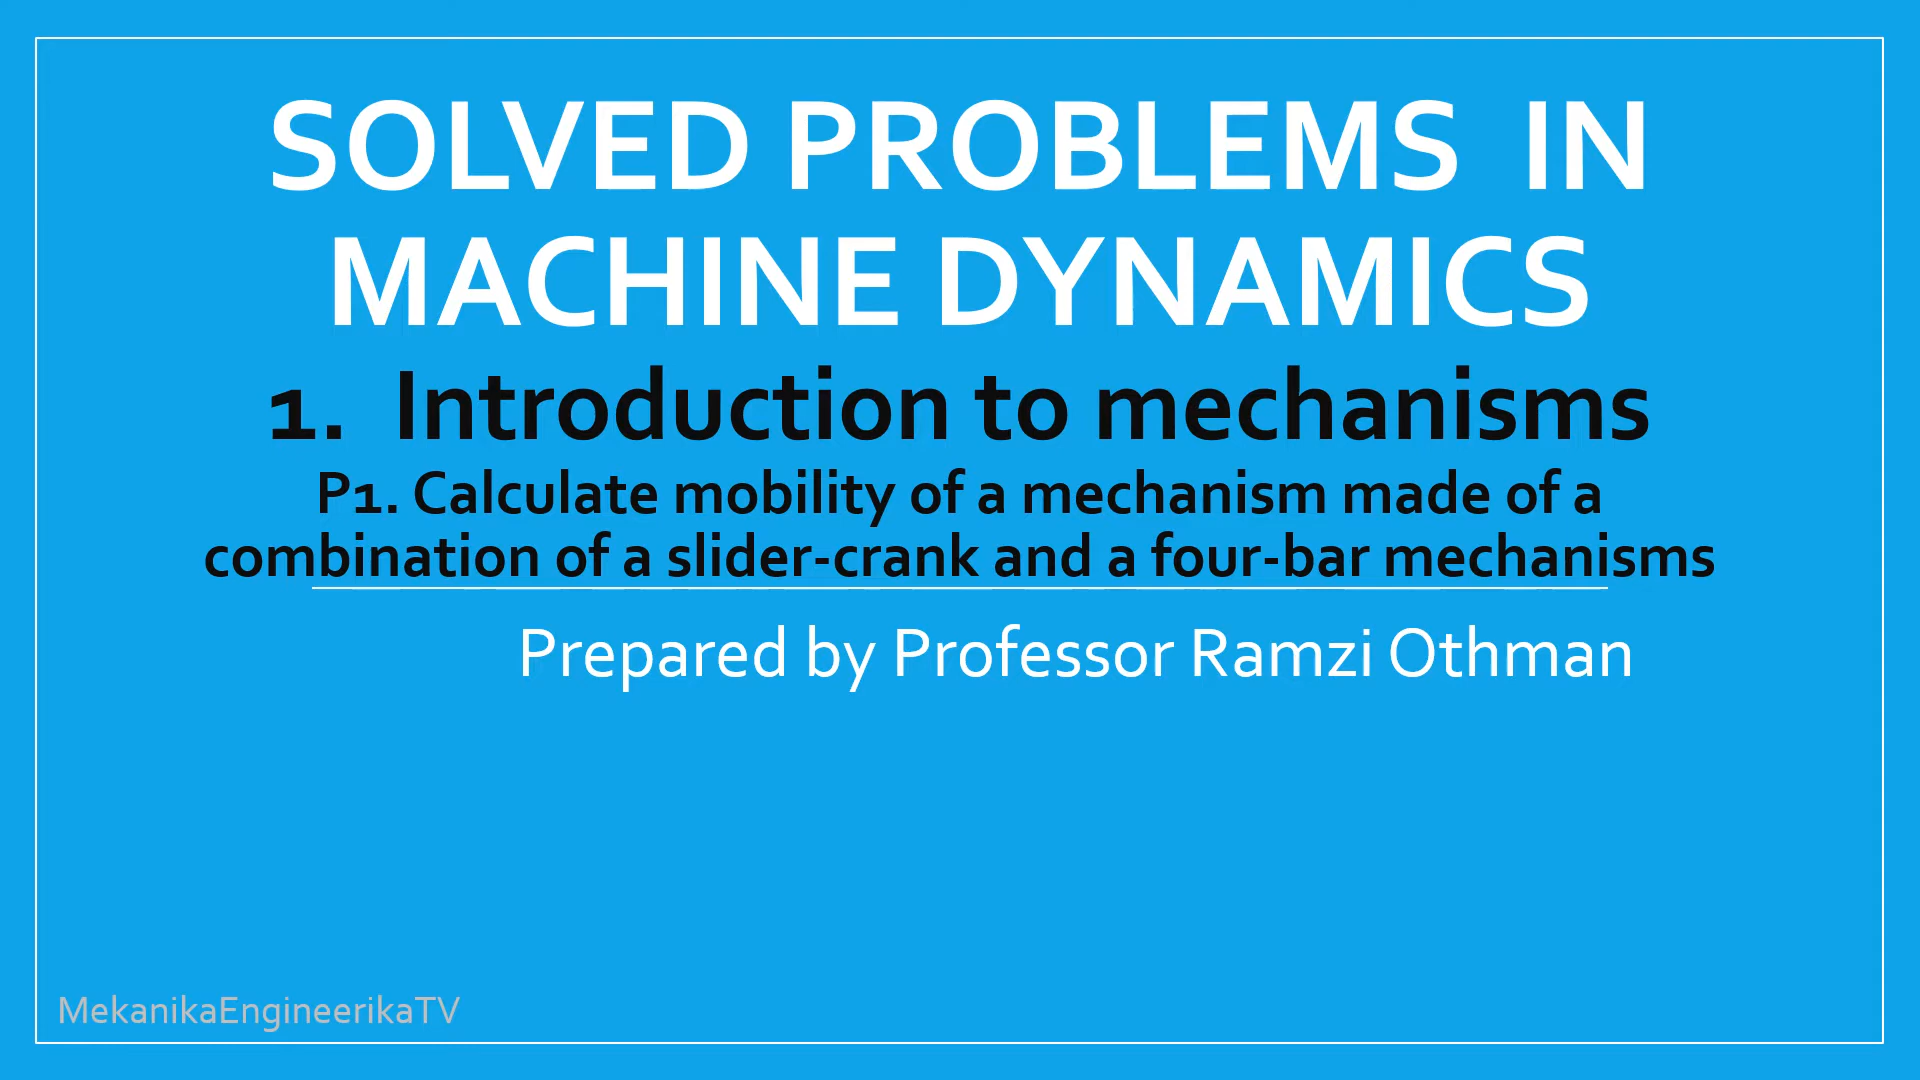 SOLVED PROBLEMS IN
MACHINE DYNAMICS
1. Introduction to mechanisms
P1. Calculate mobility of a mechanism made of a
combination of a slider-crank and a four-bar mechanisms
Prepared by Professor Ramzi Othman
MekanikaEngineerikaTV